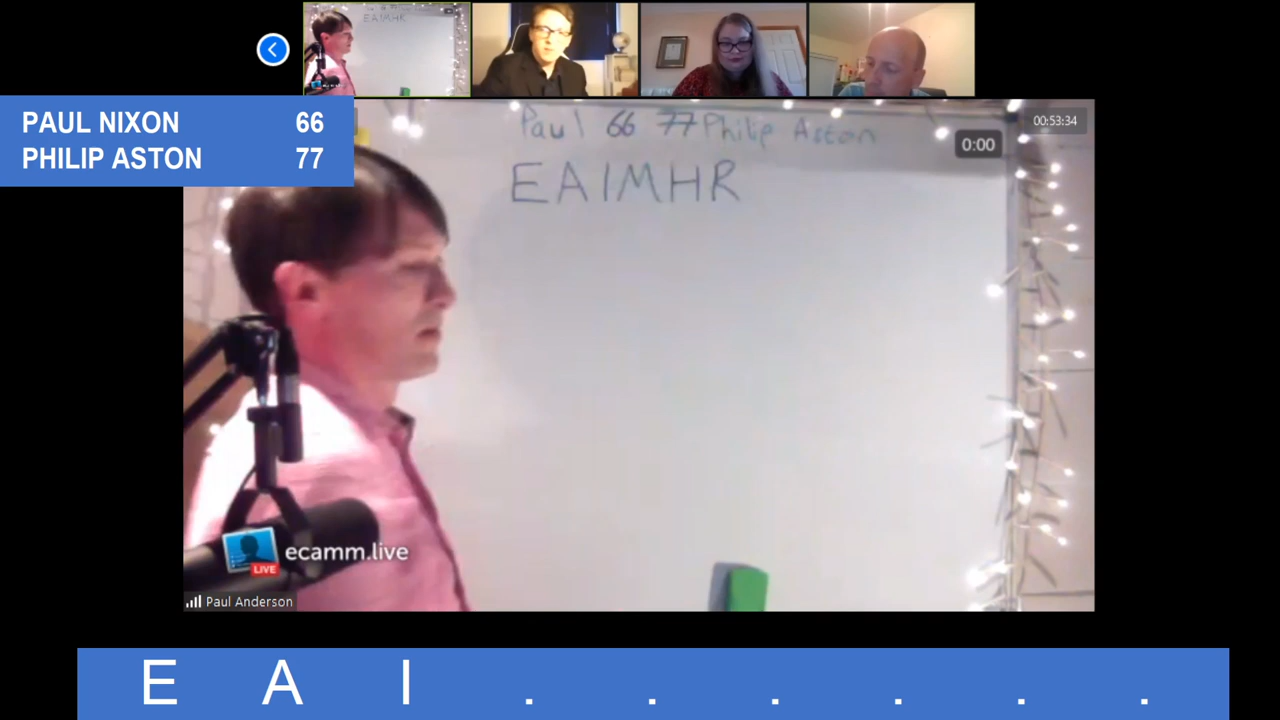 EAIMHR
PAUL NIXON 66
PHILIP ASTON 77
Paul 66 77 Philip Aston
00:53:34
0:00
EAIMHR
ecamm.live
LIVE
Paul Anderson
E A I . . . . . .